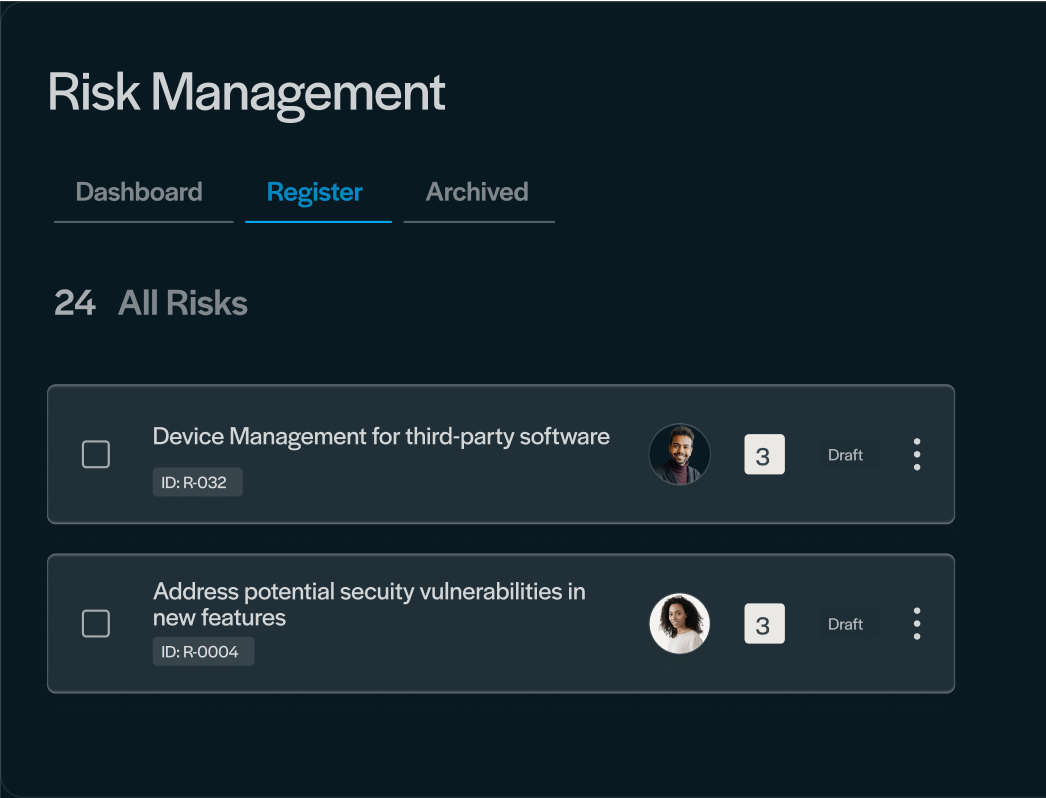 Risk Management
Dashboard Register Archived
24 All Risks
Device Management for third-party software
ID: R-032
3
Draft
Address potential secuity vulnerabilities in
new features
ID: R-0004
3
Draft